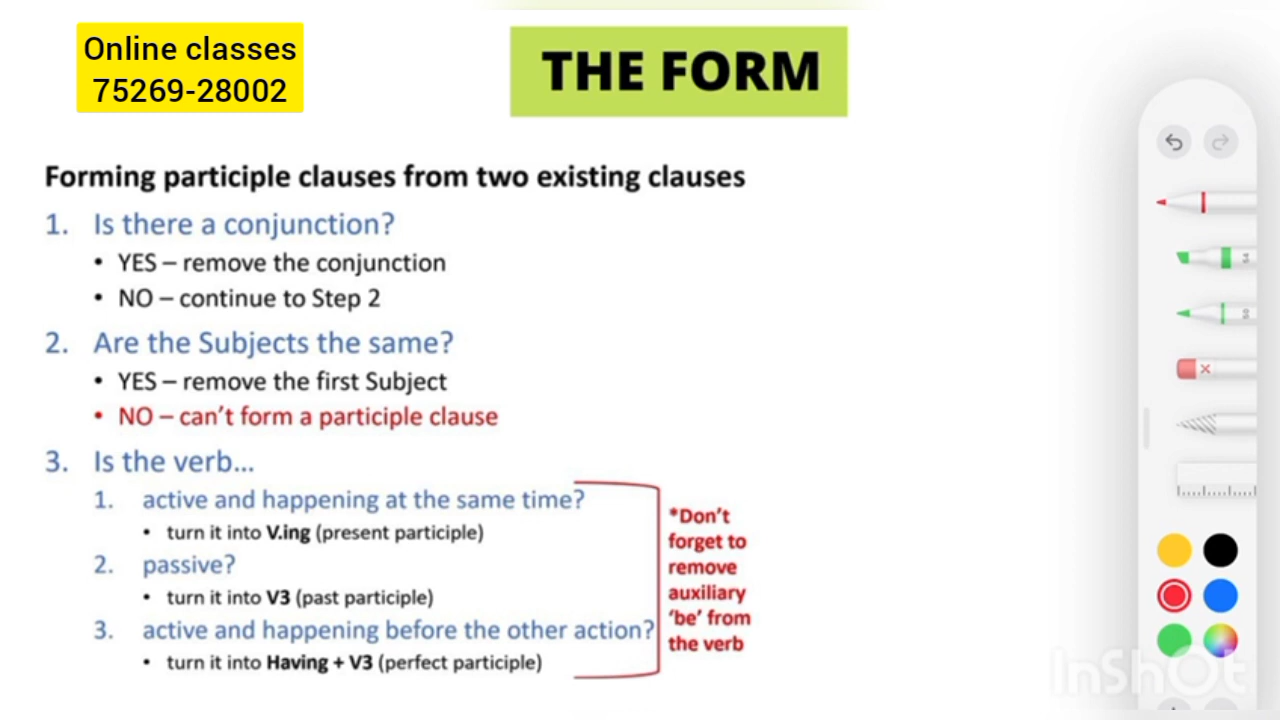 Online classes
75269-28002
THE FORM
Forming participle clauses from two existing clauses
1. Is there a conjunction?
• YES – remove the conjunction
• NO – continue to Step 2
2. Are the Subjects the same?
• YES – remove the first Subject
• NO – can't form a participle clause
3. Is the verb...
1. active and happening at the same time?
• turn it into V.ing (present participle)
2. passive?
• turn it into V3 (past participle)
3. active and happening before the other action?
• turn it into Having + V3 (perfect participle)
*Don't
forget to
remove
auxiliary
'be' from
the verb
54
50
InShOt